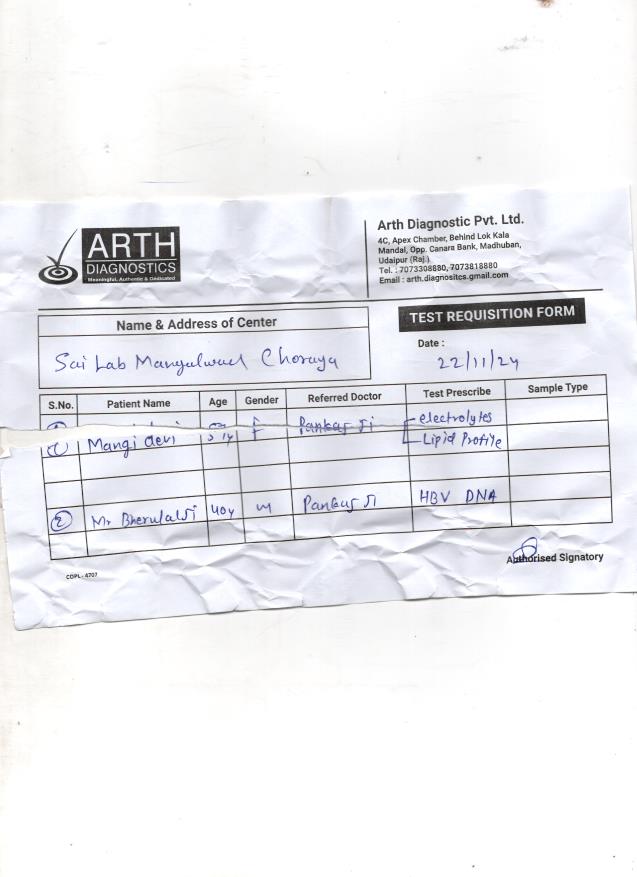 ARTH
DIAGNOSTICS
Meaningful, Authentic & Dedicated
Arth Diagnostic Pvt. Ltd.
4C, Apex Chamber, Behind Lok Kala
Mandal, Opp. Canara Bank, Madhuban,
Udaipur (Raj.)
Tel. : 7073308880, 7073818880
Email : arth.diagnositcs.gmail.com
Name & Address of Center
TEST REQUISITION FORM
Sai Lab Mangalwad Choraya
Date :
22/11/24
S.No. Patient Name Age Gender Referred Doctor Test Prescribe Sample Type
Mangi devi F Pankaj Ji electrolytes
Lipid Profile
2 Mr Bherulal Ji 40y M Pankaj Ji HBV DNA
Authorised Signatory
COPL - 4707